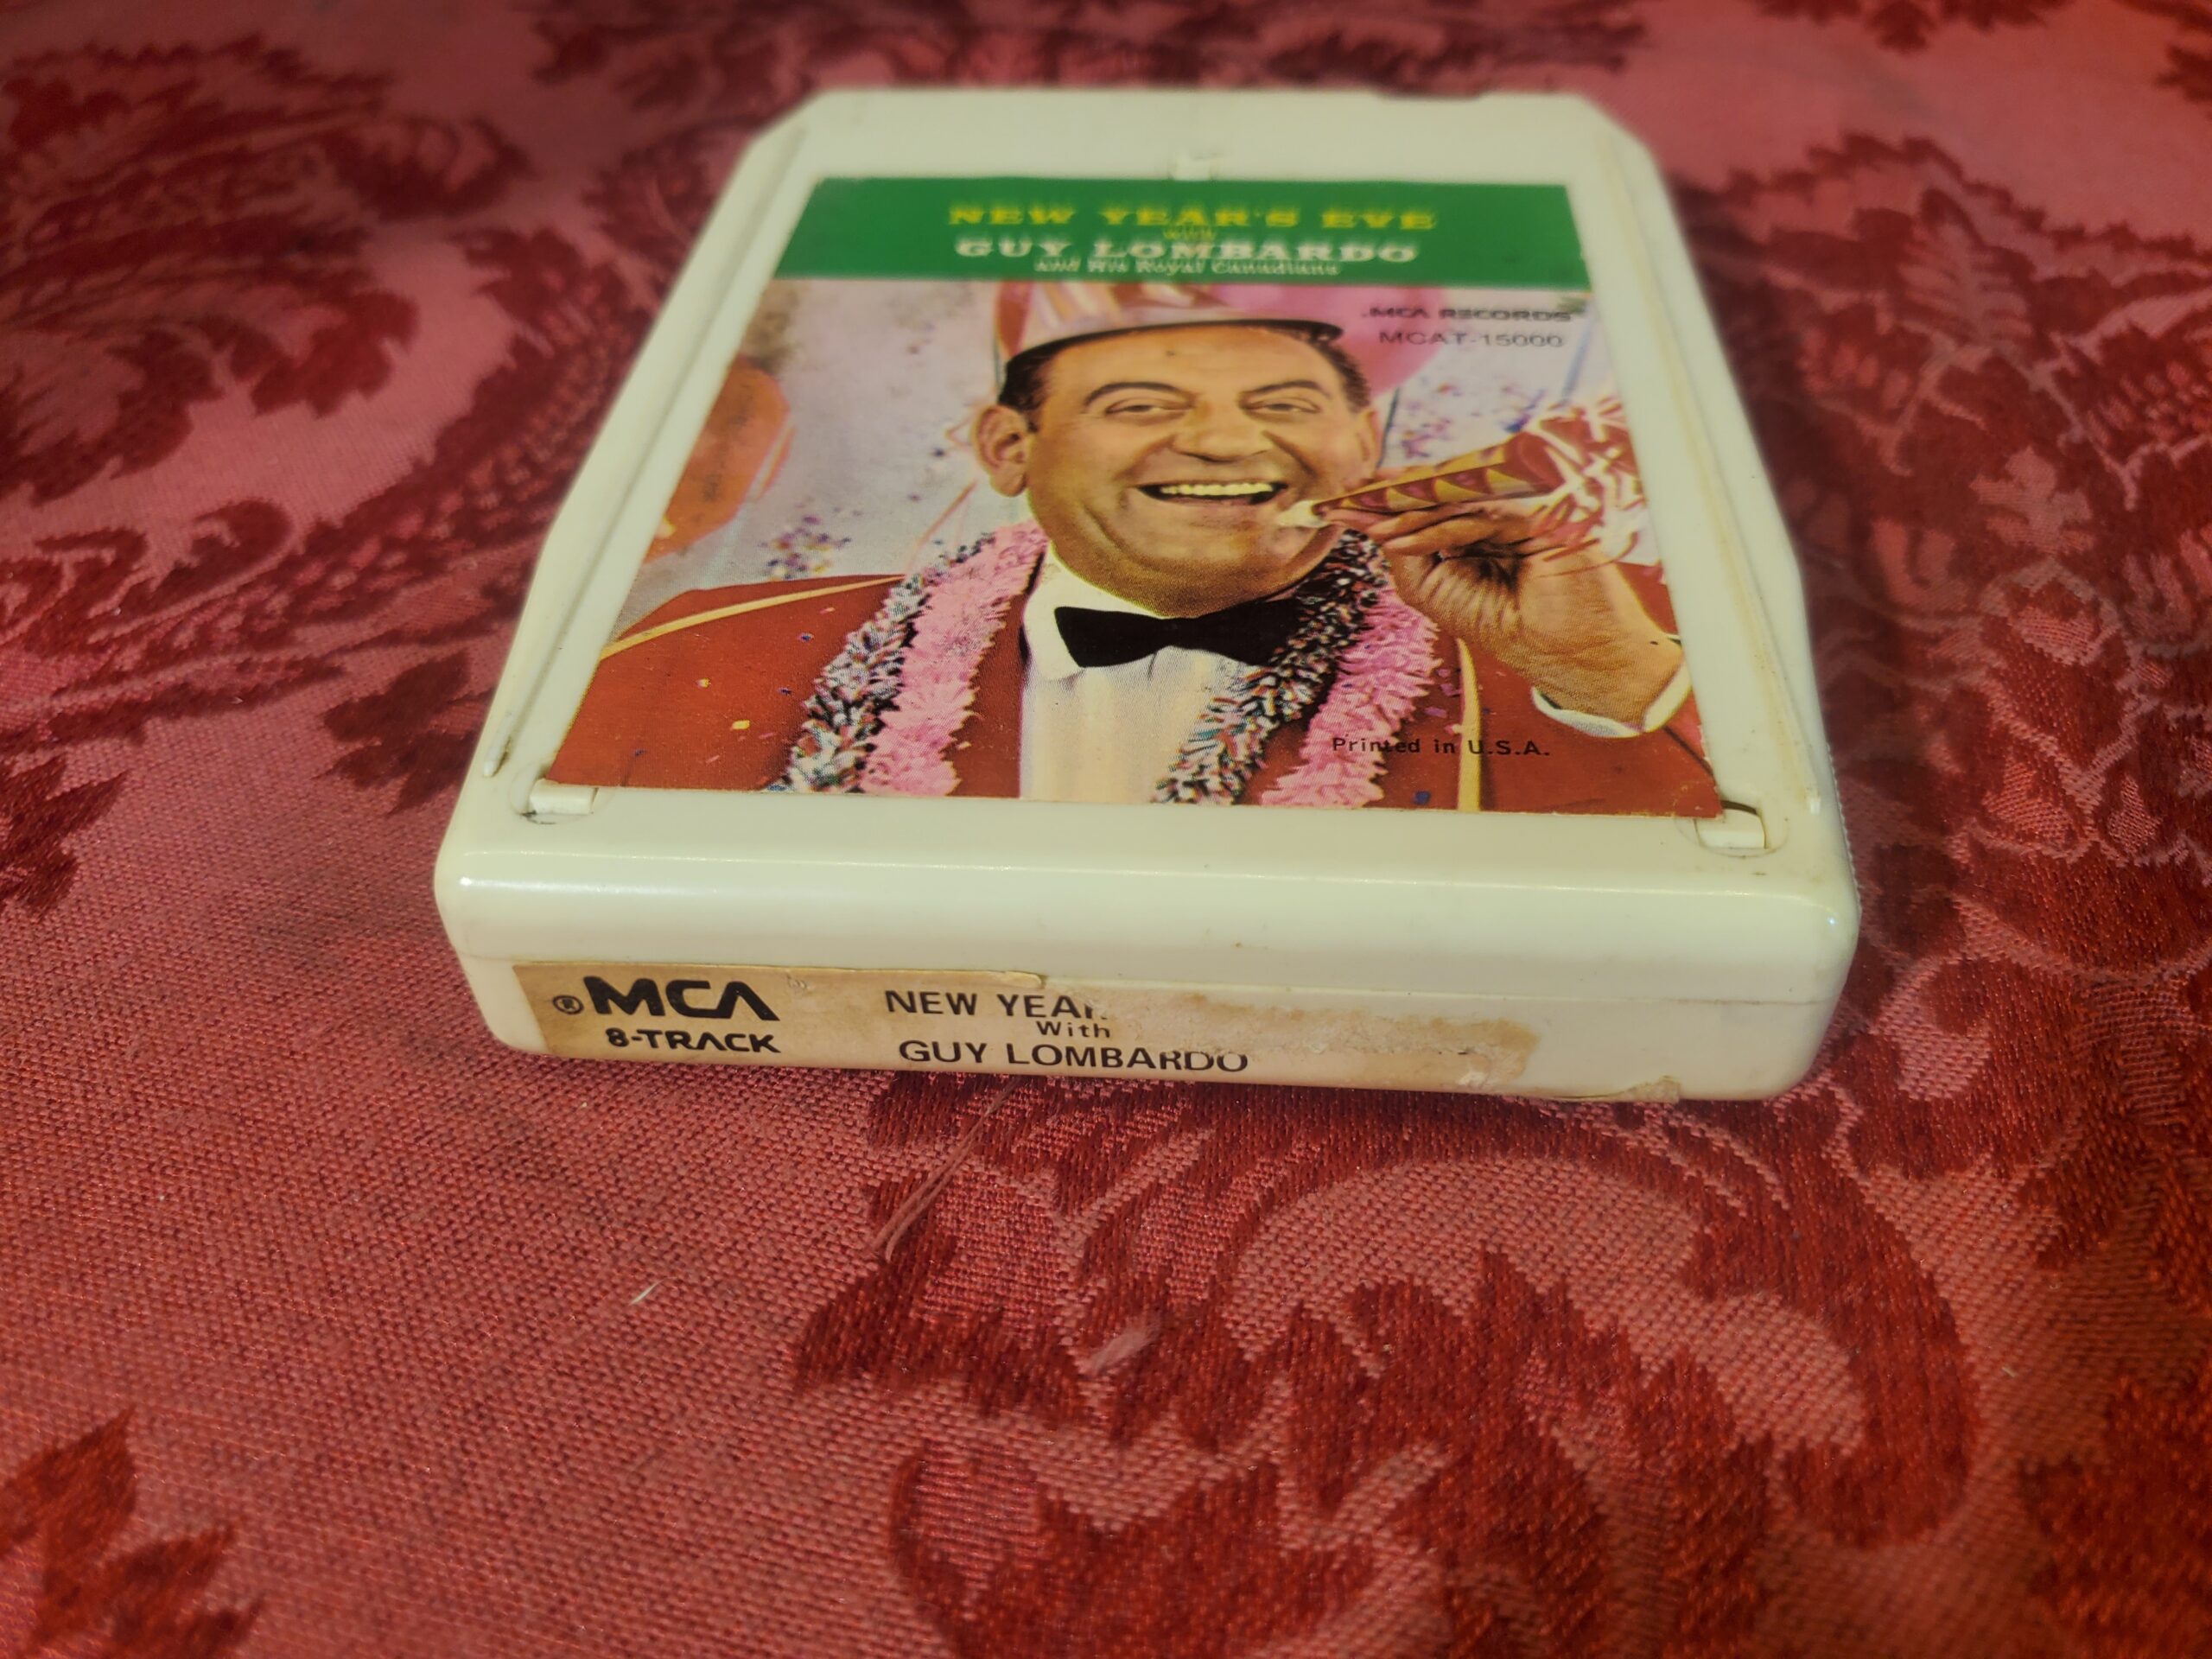 NEW YEAR'S EVE
with
GUY LOMBARDO
and His Royal Canadians
MCA RECORDS
MCAT-15000
Printed in U.S.A.
® MCA
8-TRACK
NEW YEA
With
GUY LOMBARDO